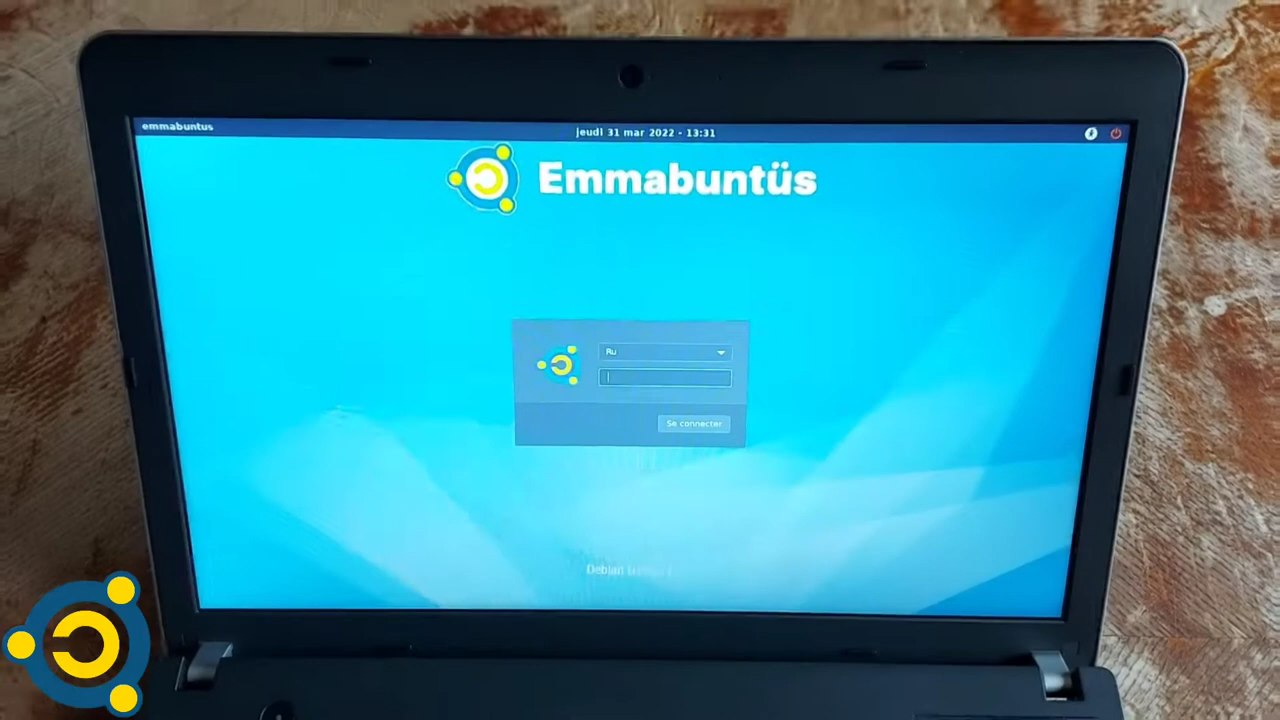 emmabuntus
jeudi 31 mar 2022 - 13:31
Emmabuntüs
Ru
Se connecter
Debian